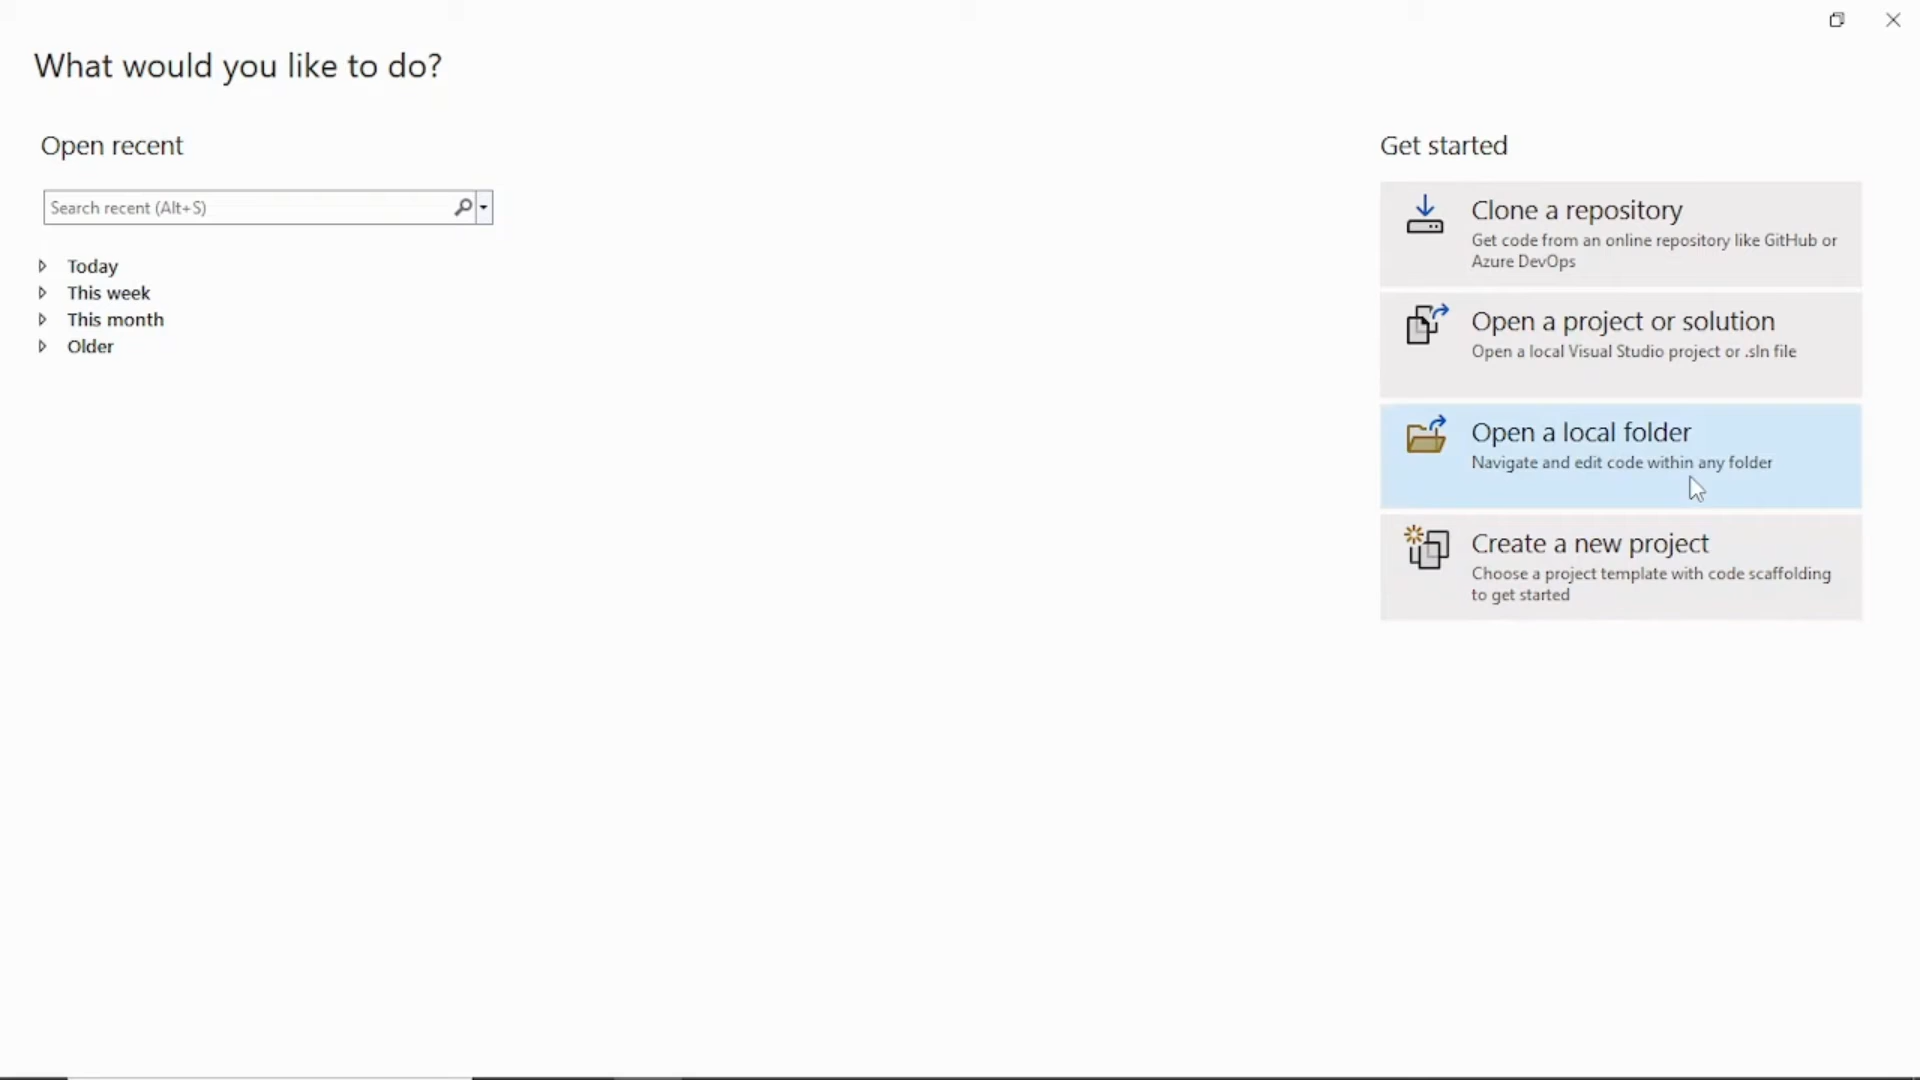 What would you like to do?
Open recent
Search recent (Alt+S)
Today
This week
This month
Older
Get started
Clone a repository
Get code from an online repository like GitHub or
Azure DevOps
Open a project or solution
Open a local Visual Studio project or .sln file
Open a local folder
Navigate and edit code within any folder
Create a new project
Choose a project template with code scaffolding
to get started